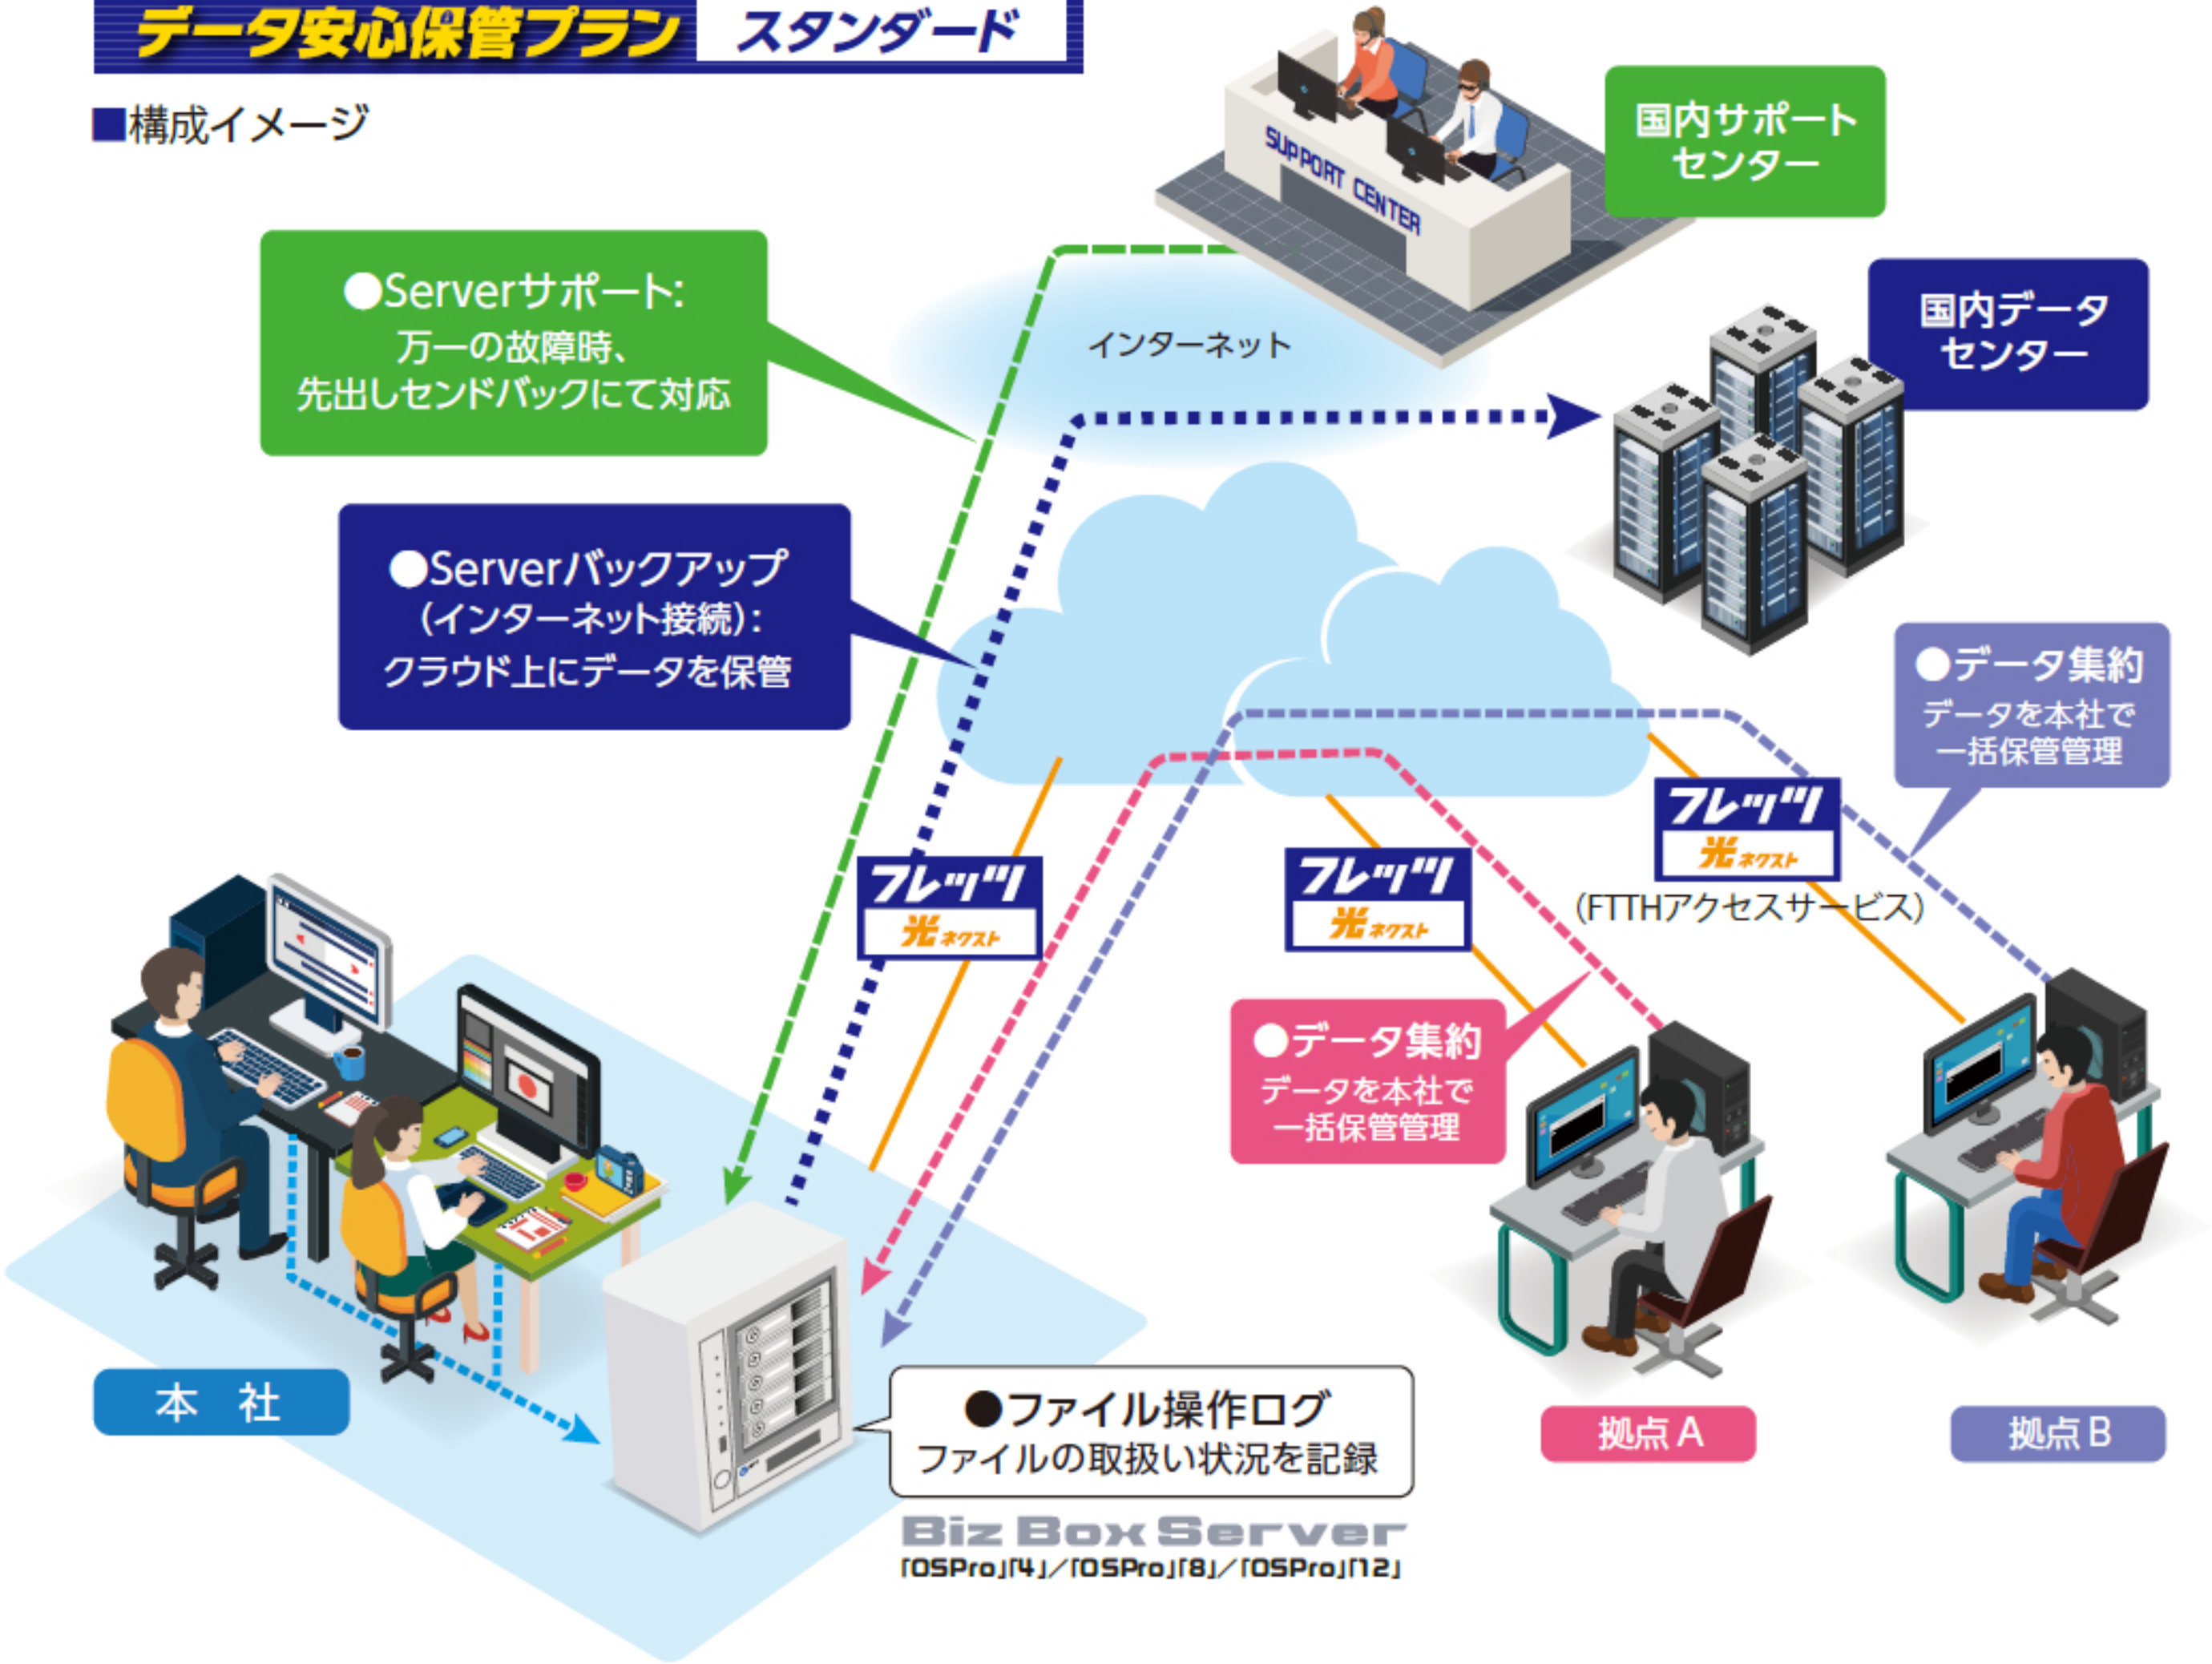 データ安心保管プラン スタンダード
■構成イメージ
SUPPORT CENTER
国内サポート
センター
国内データ
センター
●Serverサポート:
万一の故障時、
先出しセンドバックにて対応
インターネット
●Serverバックアップ
(インターネット接続):
クラウド上にデータを保管
●データ集約
データを本社で
一括保管管理
フレッツ
光ネクスト
フレッツ
光ネクスト
フレッツ
光ネクスト
(FTTHアクセスサービス)
●データ集約
データを本社で
一括保管管理
本 社
●ファイル操作ログ
ファイルの取扱い状況を記録
拠点A
拠点B
Biz Box Server
「OSPro」「4」/「OSPro」「8」/「OSPro」「12」